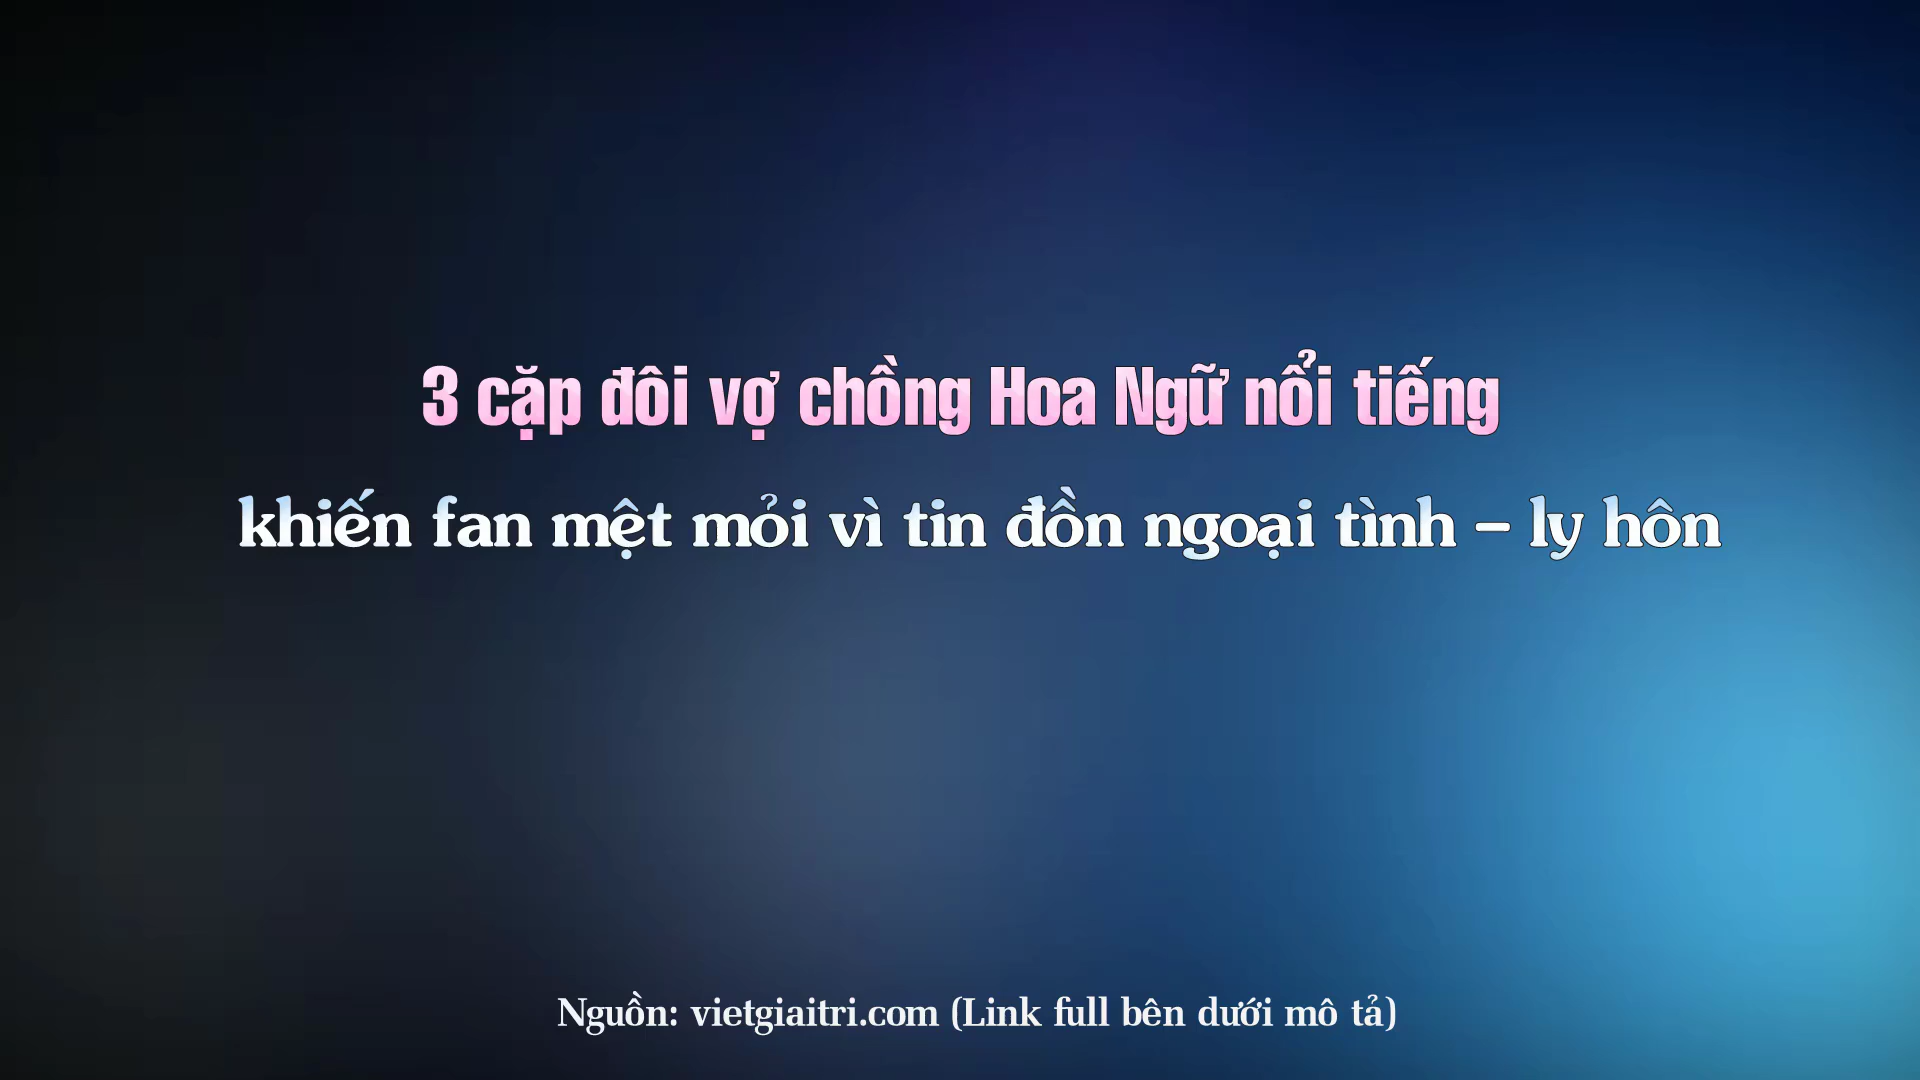 3 cặp đôi vợ chồng Hoa Ngữ nổi tiếng
khiến fan mệt mỏi vì tin đồn ngoại tình – ly hôn
Nguồn: vietgiaitri.com (Link full bên dưới mô tả)